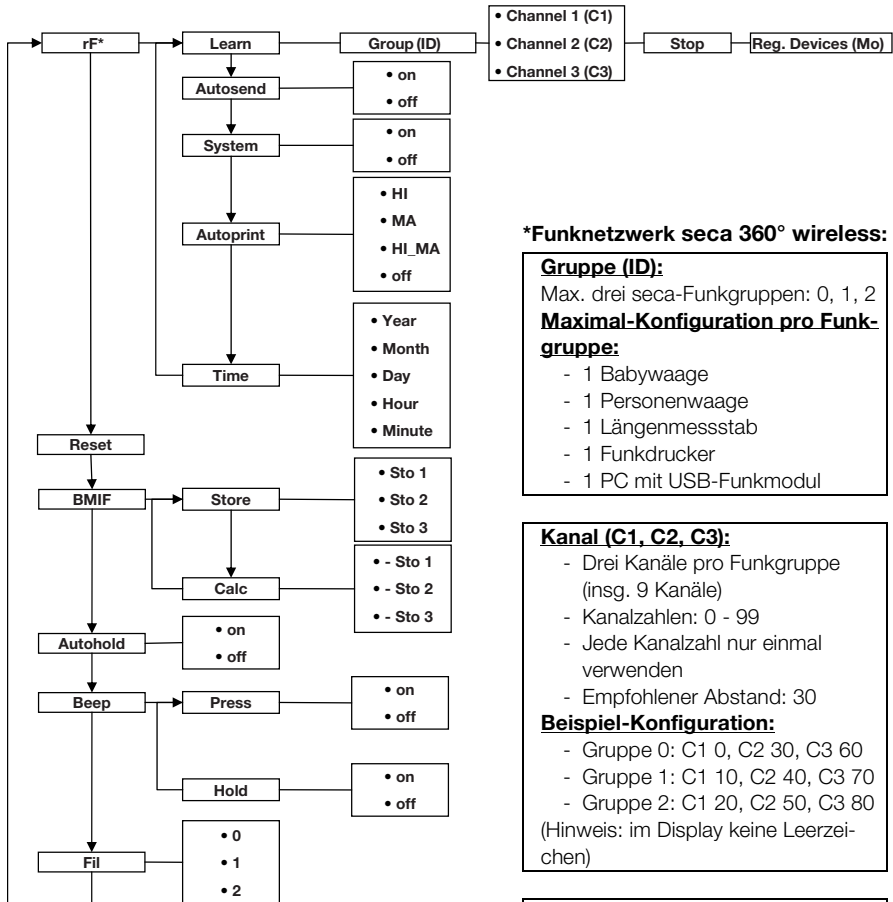 • Channel 1 (C1)
rF*
Learn
Group (ID)
• Channel 2 (C2)
Stop
Reg. Devices (Mo)
• Channel 3 (C3)
Autosend
• on
• off
System
• on
• off
Autoprint
• HI
• MA
• HI_MA
• off
Time
• Year
• Month
• Day
• Hour
• Minute
Reset
BMIF
Store
• Sto 1
• Sto 2
• Sto 3
Calc
• - Sto 1
• - Sto 2
• - Sto 3
Autohold
• on
• off
Beep
Press
• on
• off
Hold
• on
• off
Fil
• 0
• 1
• 2
*Funknetzwerk seca 360° wireless:
Gruppe (ID):
Max. drei seca-Funkgruppen: 0, 1, 2
Maximal-Konfiguration pro Funk-
gruppe:
- 1 Babywaage
- 1 Personenwaage
- 1 Längenmessstab
- 1 Funkdrucker
- 1 PC mit USB-Funkmodul
Kanal (C1, C2, C3):
- Drei Kanäle pro Funkgruppe
(insg. 9 Kanäle)
- Kanalzahlen: 0 - 99
- Jede Kanalzahl nur einmal
verwenden
- Empfohlener Abstand: 30
Beispiel-Konfiguration:
- Gruppe 0: C1 0, C2 30, C3 60
- Gruppe 1: C1 10, C2 40, C3 70
- Gruppe 2: C1 20, C2 50, C3 80
(Hinweis: im Display keine Leerzei-
chen)